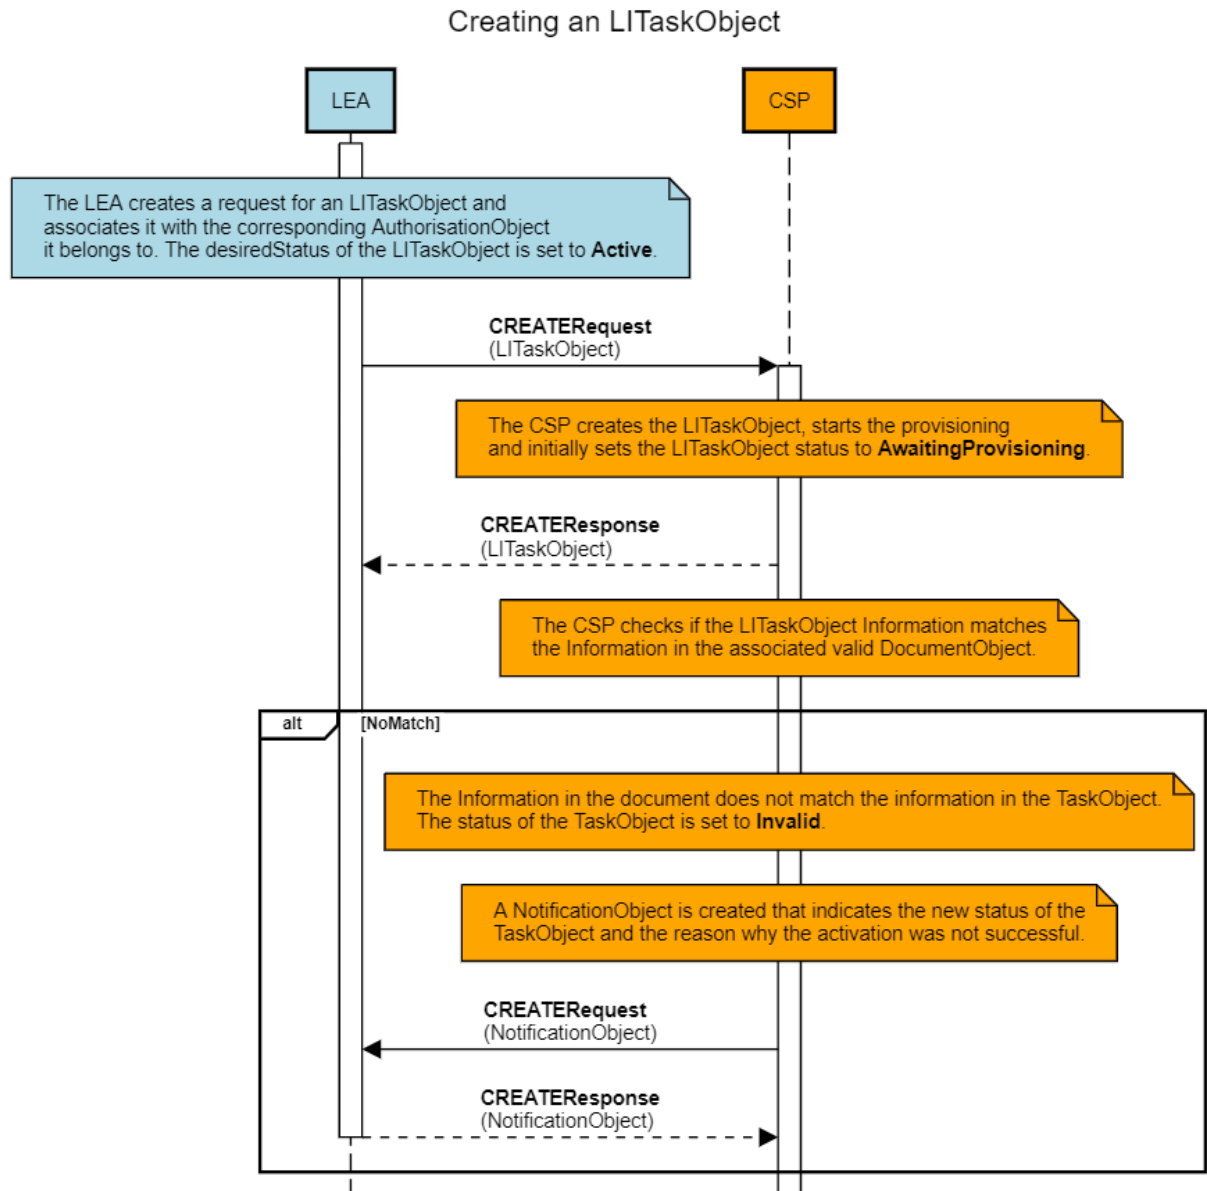 Creating an LITaskObject
LEA
CSP
The LEA creates a request for an LITaskObject and
associates it with the corresponding AuthorisationObject
it belongs to. The desiredStatus of the LITaskObject is set to Active.
CREATERequest
(LITaskObject)
The CSP creates the LITaskObject, starts the provisioning
and initially sets the LITaskObject status to AwaitingProvisioning.
CREATEResponse
(LITaskObject)
The CSP checks if the LITaskObject Information matches
the Information in the associated valid DocumentObject.
alt
[NoMatch]
The Information in the document does not match the information in the TaskObject.
The status of the TaskObject is set to Invalid.
A NotificationObject is created that indicates the new status of the
TaskObject and the reason why the activation was not successful.
CREATERequest
(NotificationObject)
CREATEResponse
(NotificationObject)